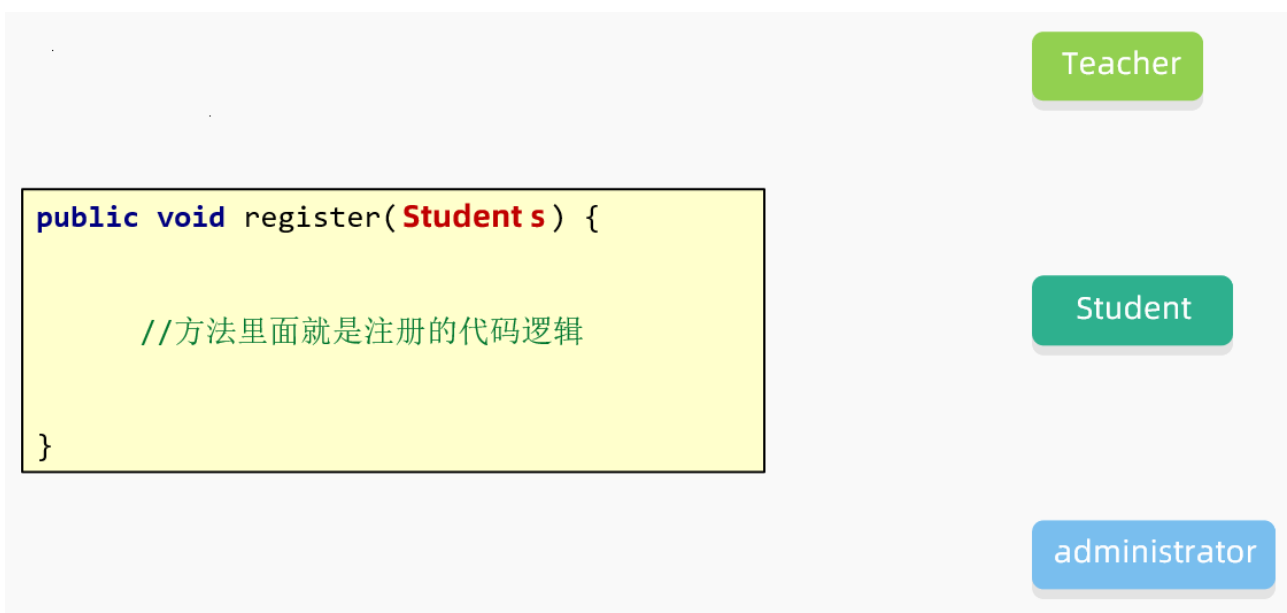 Teacher
public void register(Student s) {
//方法里面就是注册的代码逻辑
Student
}
administrator